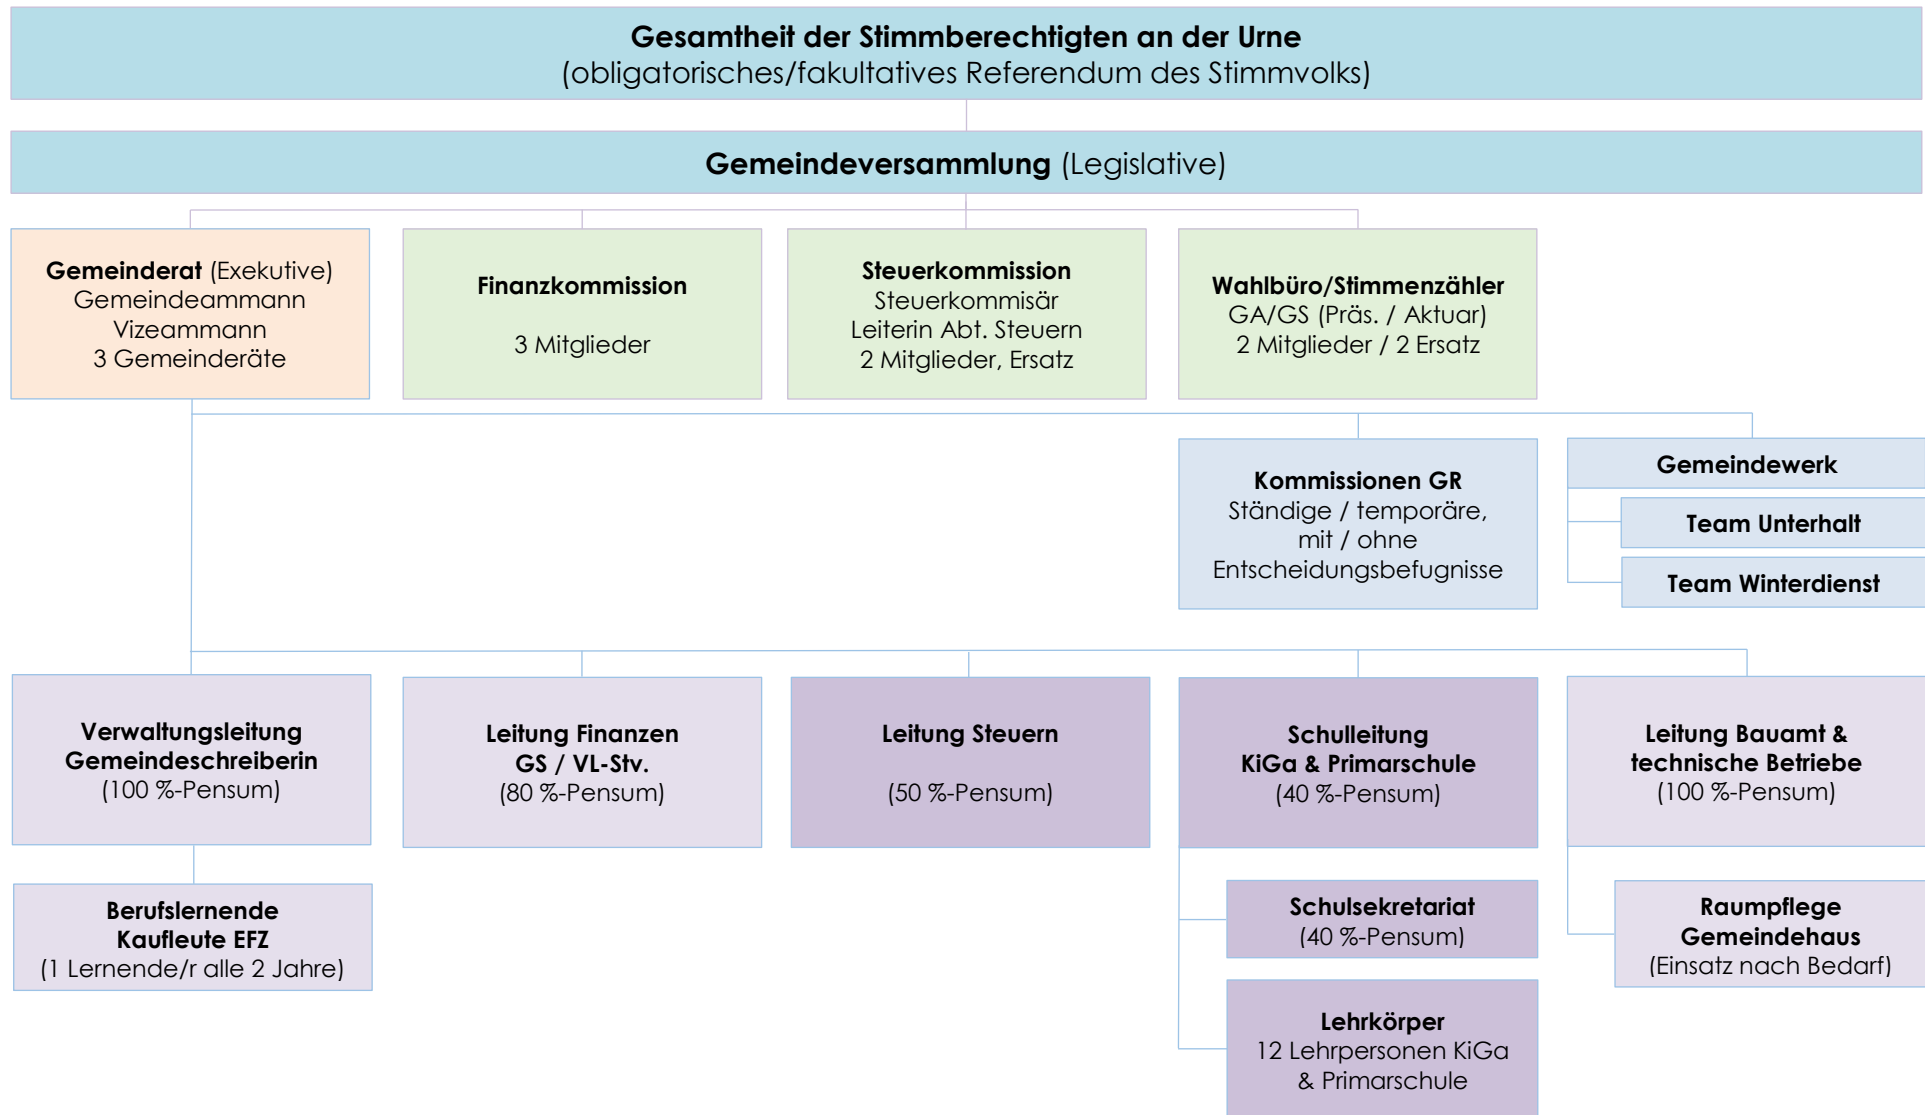 Gesamtheit der Stimmberechtigten an der Urne
(obligatorisches/fakultatives Referendum des Stimmvolks)
Gemeindeversammlung (Legislative)
Gemeinderat (Exekutive)
Gemeindeammann
Vizeammann
3 Gemeinderäte
Finanzkommission
3 Mitglieder
Steuerkommission
Steuerkommisär
Leiterin Abt. Steuern
2 Mitglieder, Ersatz
Wahlbüro/Stimmenzähler
GA/GS (Präs. / Aktuar)
2 Mitglieder / 2 Ersatz
Kommissionen GR
Ständige / temporäre,
mit / ohne
Entscheidungsbefugnisse
Gemeindewerk
Team Unterhalt
Team Winterdienst
Verwaltungsleitung
Gemeindeschreiberin
(100 %-Pensum)
Leitung Finanzen
GS / VL-Stv.
(80 %-Pensum)
Leitung Steuern
(50 %-Pensum)
Schulleitung
KiGa & Primarschule
(40 %-Pensum)
Leitung Bauamt &
technische Betriebe
(100 %-Pensum)
Berufslernende
Kaufleute EFZ
(1 Lernende/r alle 2 Jahre)
Schulsekretariat
(40 %-Pensum)
Lehrkörper
12 Lehrpersonen KiGa
& Primarschule
Raumpflege
Gemeindehaus
(Einsatz nach Bedarf)